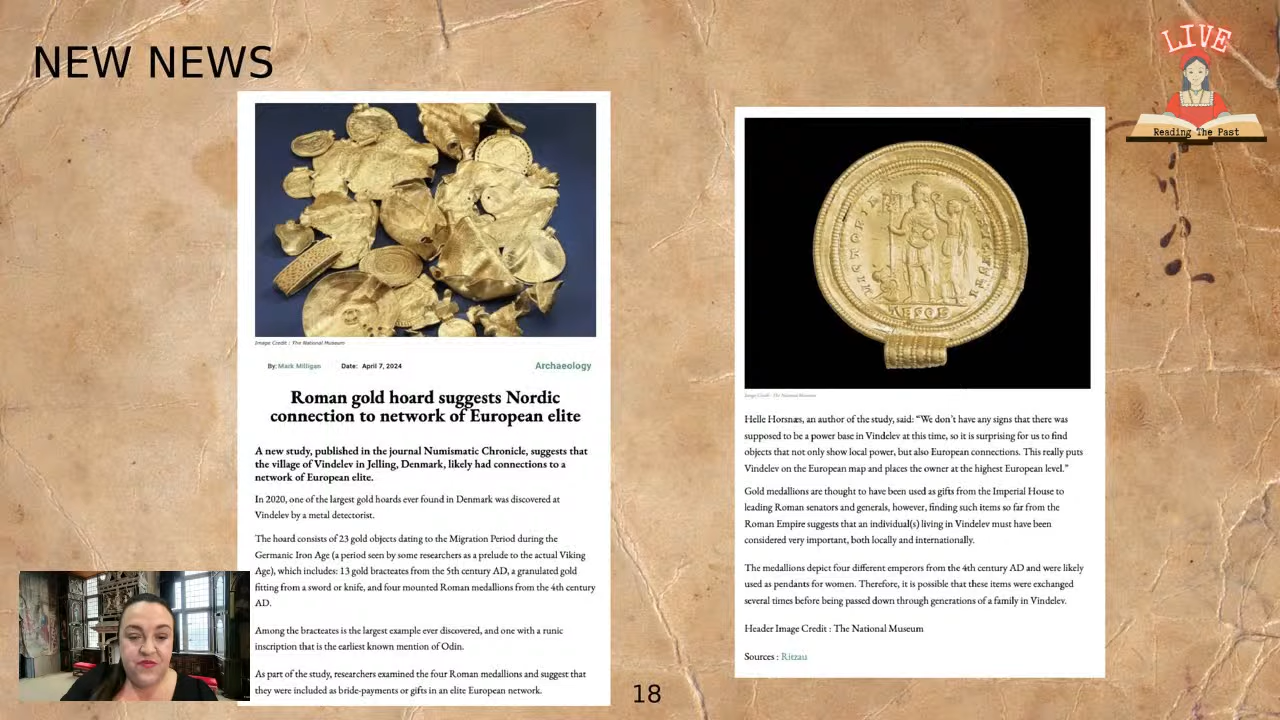 NEW NEWS
LIVE
Reading The Past
Image Credit : The National Museum
By: Mark Milligan Date: April 7, 2024 Archaeology
Roman gold hoard suggests Nordic
connection to network of European elite
A new study, published in the journal Numismatic Chronicle, suggests that
the village of Vindelev in Jelling, Denmark, likely had connections to a
network of European elite.
In 2020, one of the largest gold hoards ever found in Denmark was discovered at
Vindelev by a metal detectorist.
The hoard consists of 23 gold objects dating to the Migration Period during the
Germanic Iron Age (a period seen by some researchers as a prelude to the actual Viking
Age), which includes: 13 gold bracteates from the 5th century AD, a granulated gold
fitting from a sword or knife, and four mounted Roman medallions from the 4th century
AD.
Among the bracteates is the largest example ever discovered, and one with a runic
inscription that is the earliest known mention of Odin.
As part of the study, researchers examined the four Roman medallions and suggest that
they were included as bride-payments or gifts in an elite European network.
Image Credit : The National Museum
Helle Horsnæs, an author of the study, said: “We don’t have any signs that there was
supposed to be a power base in Vindelev at this time, so it is surprising for us to find
objects that not only show local power, but also European connections. This really puts
Vindelev on the European map and places the owner at the highest European level.”
Gold medallions are thought to have been used as gifts from the Imperial House to
leading Roman senators and generals, however, finding such items so far from the
Roman Empire suggests that an individual(s) living in Vindelev must have been
considered very important, both locally and internationally.
The medallions depict four different emperors from the 4th century AD and were likely
used as pendants for women. Therefore, it is possible that these items were exchanged
several times before being passed down through generations of a family in Vindelev.
Header Image Credit : The National Museum
Sources : Ritzau
18